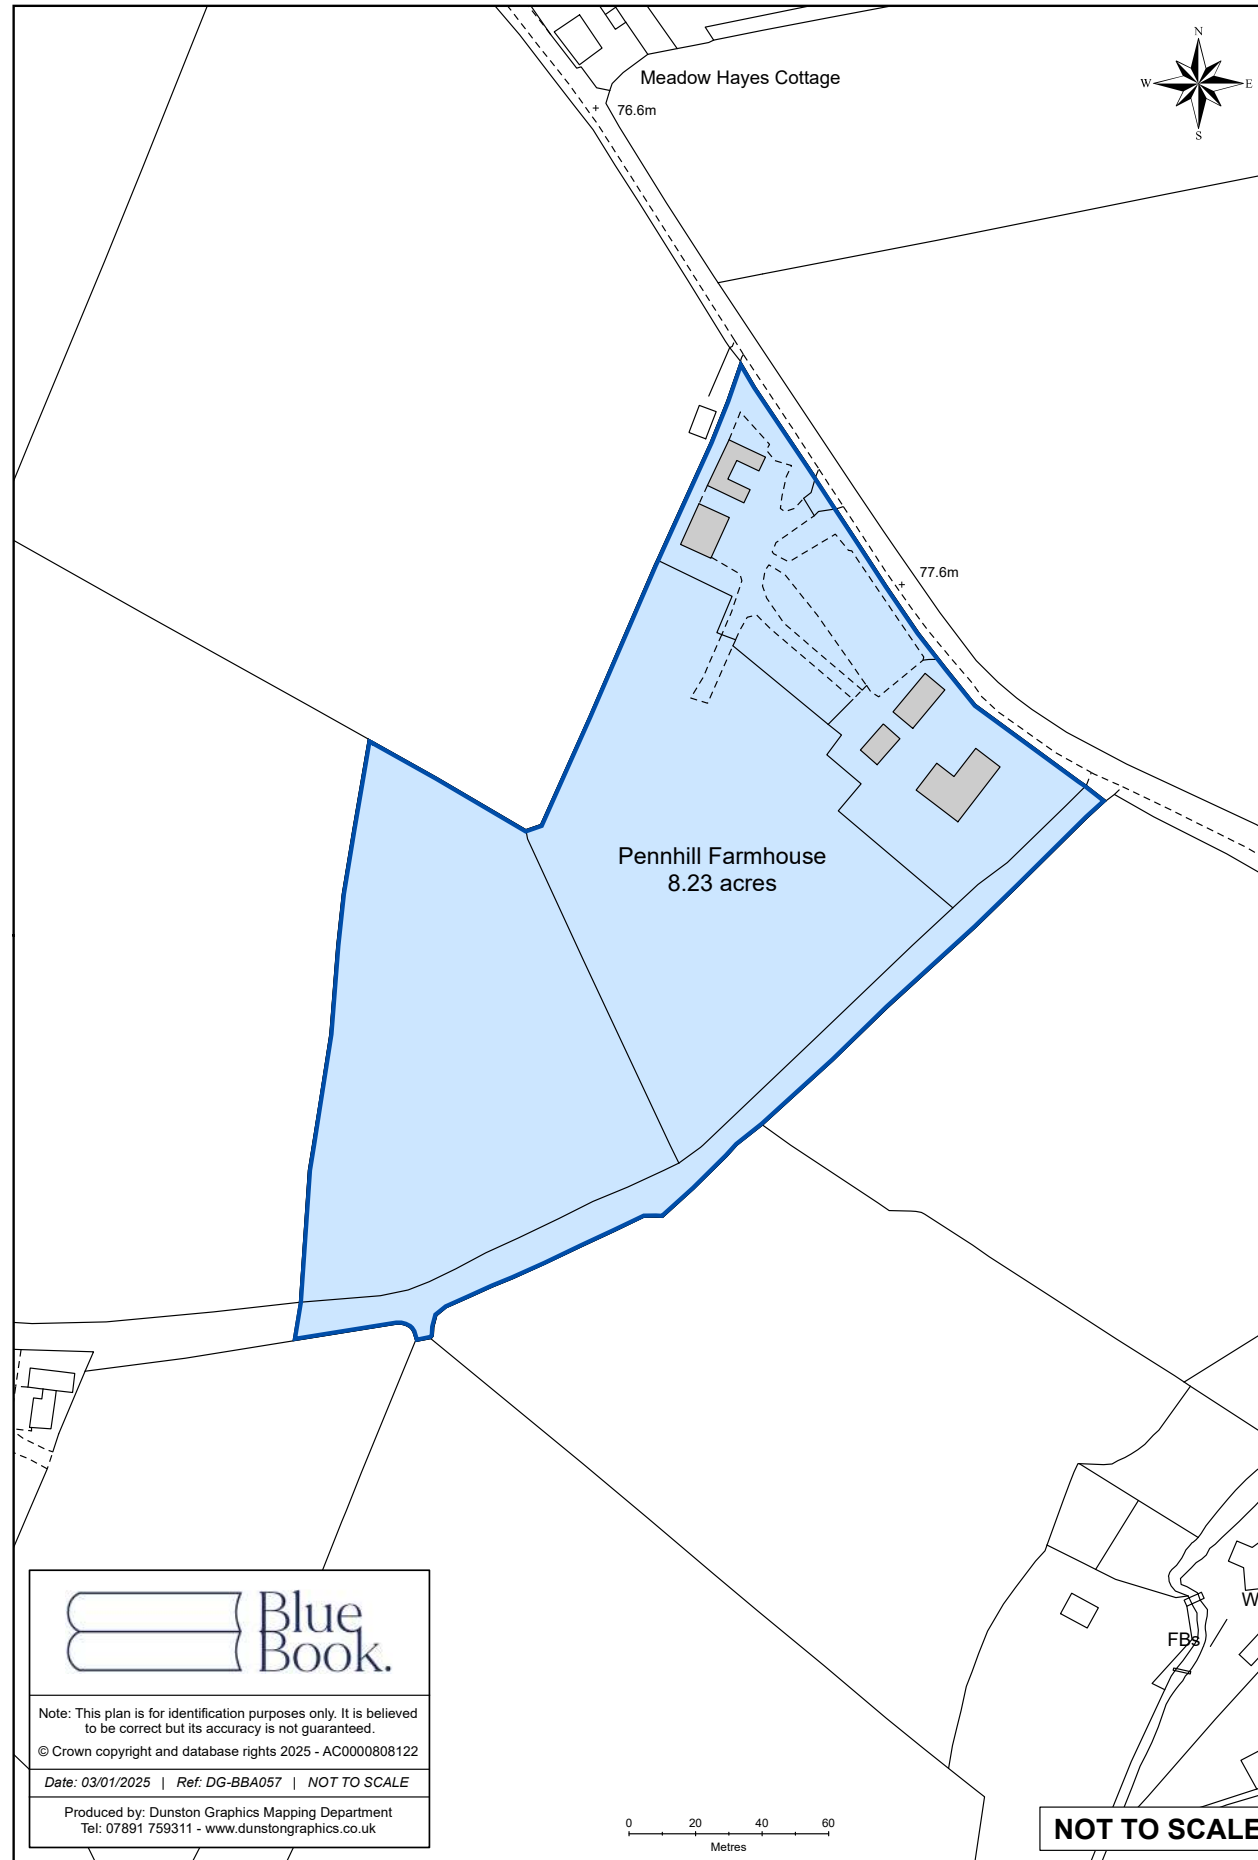 Meadow Hayes Cottage
76.6m
N
W
E
S
77.6m
Pennhill Farmhouse
8.23 acres
W
FBs
Blue
Book.
Note: This plan is for identification purposes only. It is believed
to be correct but its accuracy is not guaranteed.
© Crown copyright and database rights 2025 - AC0000808122
Date: 03/01/2025 | Ref: DG-BBA057 | NOT TO SCALE
Produced by: Dunston Graphics Mapping Department
Tel: 07891 759311 - www.dunstongraphics.co.uk
0 20 40 60
Metres
NOT TO SCALE